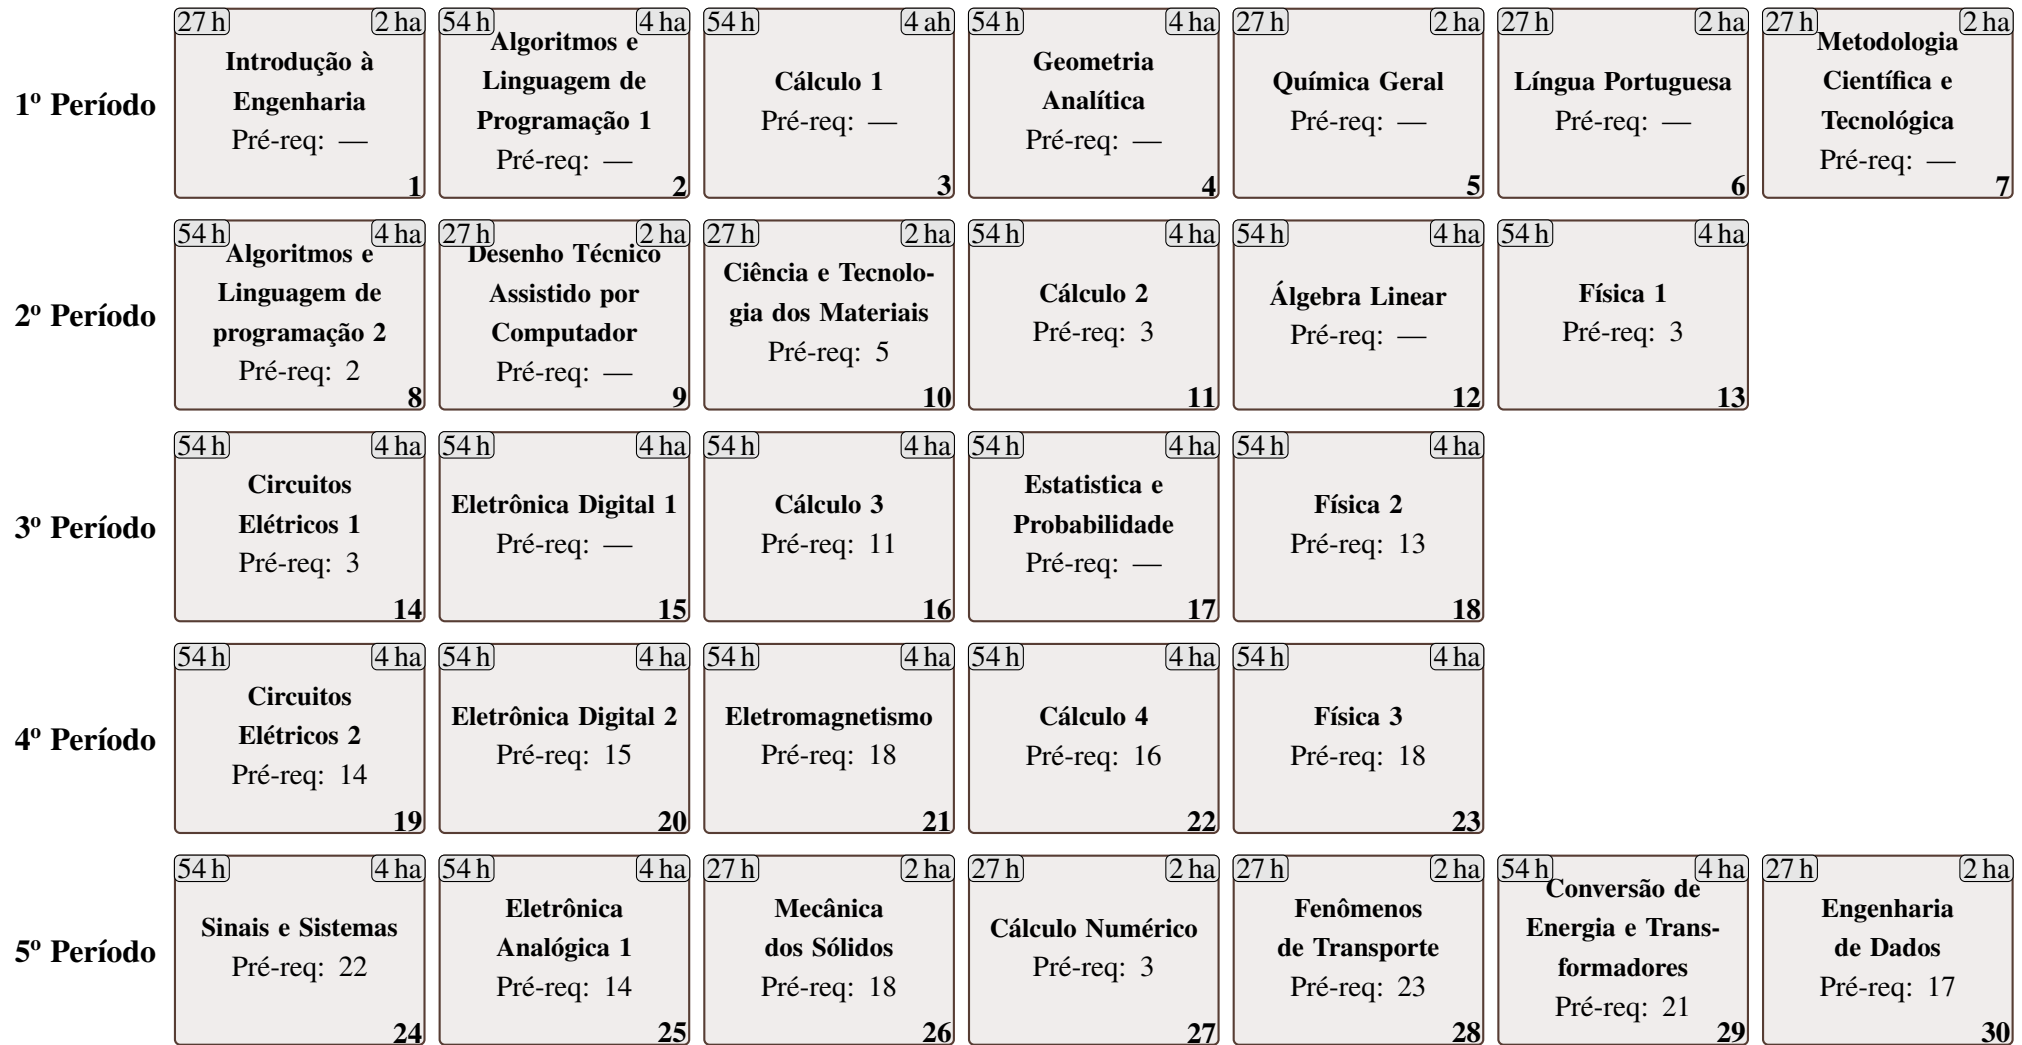 1º Período
27 h 2 ha
Introdução à
Engenharia
Pré-req: —
1
54 h 4 ha
Algoritmos e
Linguagem de
Programação 1
Pré-req: —
2
54 h 4 ah
Cálculo 1
Pré-req: —
3
54 h 4 ha
Geometria
Analítica
Pré-req: —
4
27 h 2 ha
Química Geral
Pré-req: —
5
27 h 2 ha
Língua Portuguesa
Pré-req: —
6
27 h 2 ha
Metodologia
Científica e
Tecnológica
Pré-req: —
7
2º Período
54 h 4 ha
Algoritmos e
Linguagem de
programação 2
Pré-req: 2
8
27 h 2 ha
Desenho Técnico
Assistido por
Computador
Pré-req: —
9
27 h 2 ha
Ciência e Tecnolo-
gia dos Materiais
Pré-req: 5
10
54 h 4 ha
Cálculo 2
Pré-req: 3
11
54 h 4 ha
Álgebra Linear
Pré-req: —
12
54 h 4 ha
Física 1
Pré-req: 3
13
3º Período
54 h 4 ha
Circuitos
Elétricos 1
Pré-req: 3
14
54 h 4 ha
Eletrônica Digital 1
Pré-req: —
15
54 h 4 ha
Cálculo 3
Pré-req: 11
16
54 h 4 ha
Estatistica e
Probabilidade
Pré-req: —
17
54 h 4 ha
Física 2
Pré-req: 13
18
4º Período
54 h 4 ha
Circuitos
Elétricos 2
Pré-req: 14
19
54 h 4 ha
Eletrônica Digital 2
Pré-req: 15
20
54 h 4 ha
Eletromagnetismo
Pré-req: 18
21
54 h 4 ha
Cálculo 4
Pré-req: 16
22
54 h 4 ha
Física 3
Pré-req: 18
23
5º Período
54 h 4 ha
Sinais e Sistemas
Pré-req: 22
24
54 h 4 ha
Eletrônica
Analógica 1
Pré-req: 14
25
27 h 2 ha
Mecânica
dos Sólidos
Pré-req: 18
26
27 h 2 ha
Cálculo Numérico
Pré-req: 3
27
27 h 2 ha
Fenômenos
de Transporte
Pré-req: 23
28
54 h 4 ha
Conversão de
Energia e Trans-
formadores
Pré-req: 21
29
27 h 2 ha
Engenharia
de Dados
Pré-req: 17
30